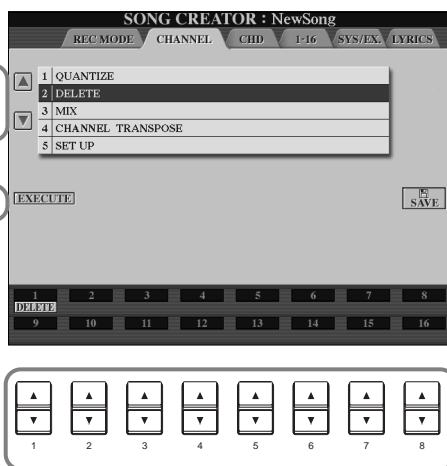 SONG CREATOR : NewSong
REC MODE CHANNEL CHD 1-16 SYS/EX. LYRICS
1 QUANTIZE
2 DELETE
3 MIX
4 CHANNEL TRANSPOSE
5 SET UP
EXECUTE
SAVE
1 2 3 4 5 6 7 8
DELETE
9 10 11 12 13 14 15 16
1 2 3 4 5 6 7 8